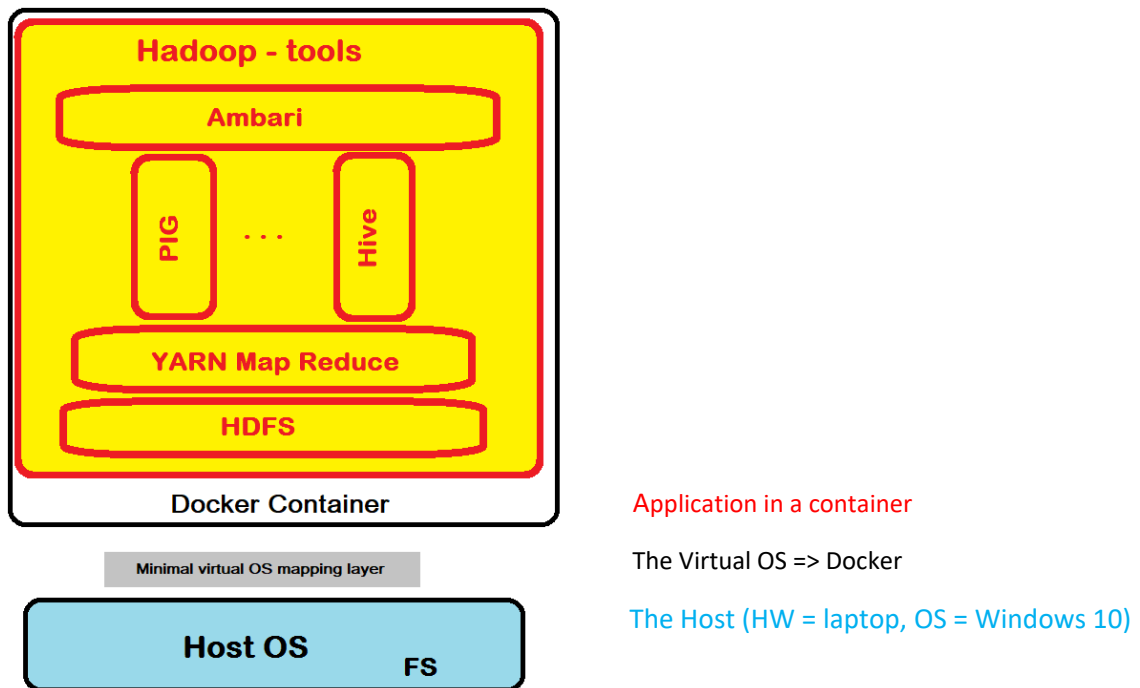 Hadoop - tools
Ambari
PIG
. . .
Hive
YARN Map Reduce
HDFS
Docker Container
Application in a container
Minimal virtual OS mapping layer
The Virtual OS => Docker
The Host (HW = laptop, OS = Windows 10)
Host OS
FS